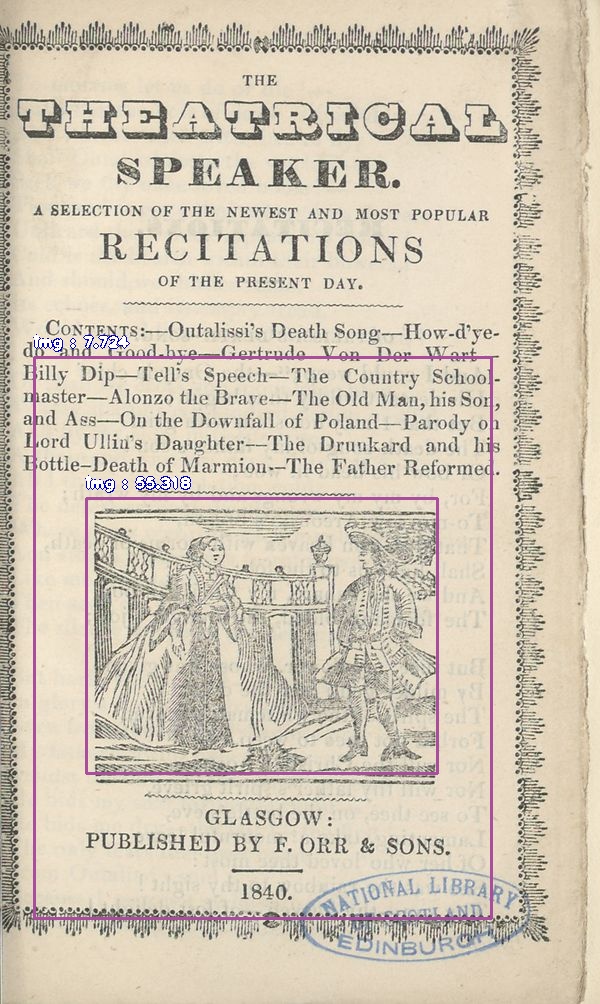 THE
THEATRICAL
SPEAKER.
A SELECTION OF THE NEWEST AND MOST POPULAR
RECITATIONS
OF THE PRESENT DAY.
CONTENTS:—Outalissi's Death Song—How-d'ye-
img : 7.724
do and Good-bye—Gertrude Von Der Wart—
Billy Dip—Tell's Speech—The Country School-
master—Alonzo the Brave—The Old Man, his Son,
and Ass—On the Downfall of Poland—Parody on
Lord Ullin's Daughter—The Drunkard and his
Bottle—Death of Marmion.—The Father Reformed.
img : 55.318
GLASGOW:
PUBLISHED BY F. ORR & SONS.
1840.
NATIONAL LIBRARY
OF SCOTLAND
EDINBURGH